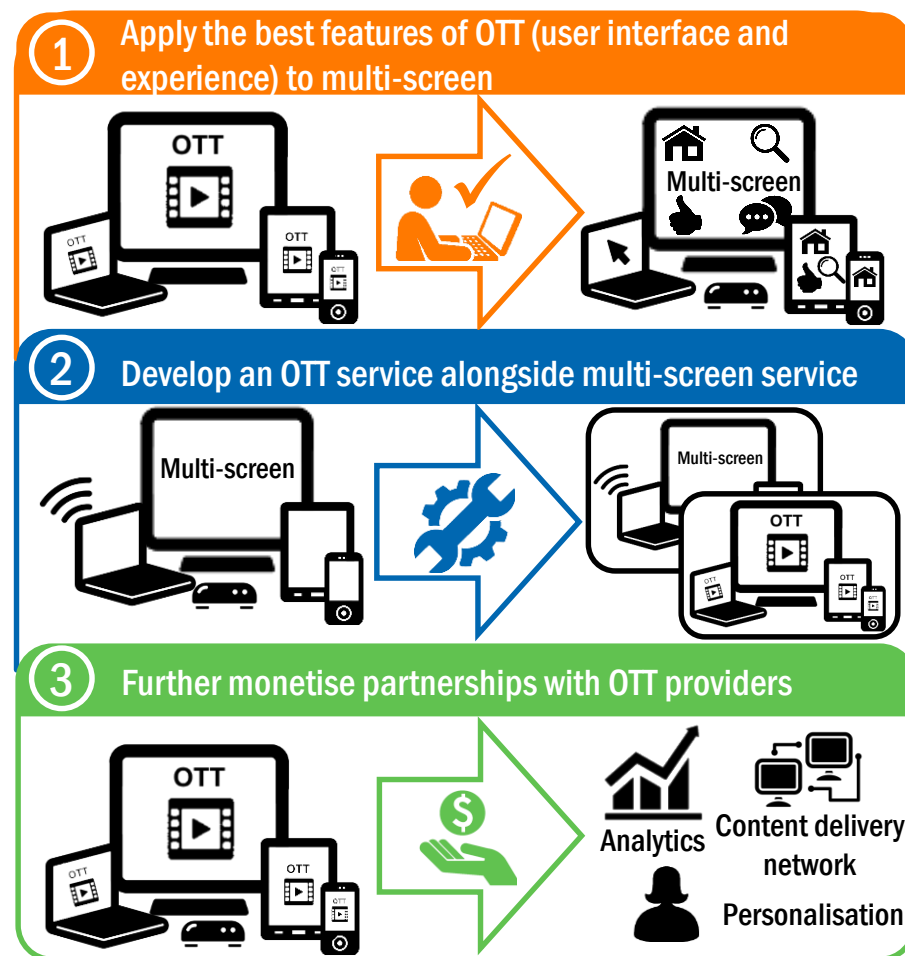 1
Apply the best features of OTT (user interface and
experience) to multi-screen
OTT
OTT
OTT
OTT
Multi-screen
2
Develop an OTT service alongside multi-screen service
Multi-screen
Multi-screen
OTT
OTT
OTT
OTT
3
Further monetise partnerships with OTT providers
OTT
OTT
OTT
OTT
$
Analytics
Content delivery
network
Personalisation